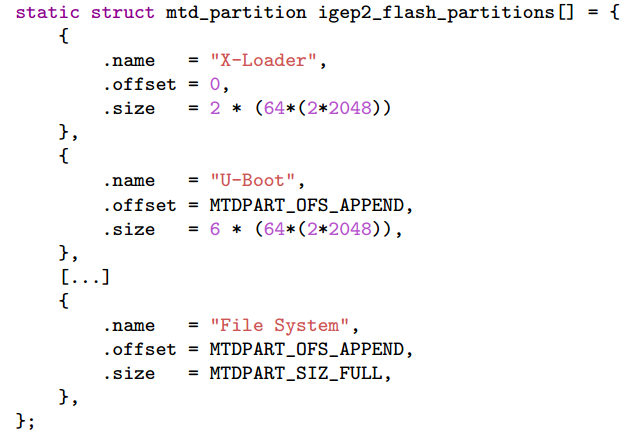 static struct mtd_partition igep2_flash_partitions[] = {
    {
        .name   = "X-Loader",
        .offset = 0,
        .size   = 2 * (64*(2*2048))
    },
    {
        .name   = "U-Boot",
        .offset = MTDPART_OFS_APPEND,
        .size   = 6 * (64*(2*2048)),
    },
    [...]
    {
        .name   = "File System",
        .offset = MTDPART_OFS_APPEND,
        .size   = MTDPART_SIZ_FULL,
    },
};